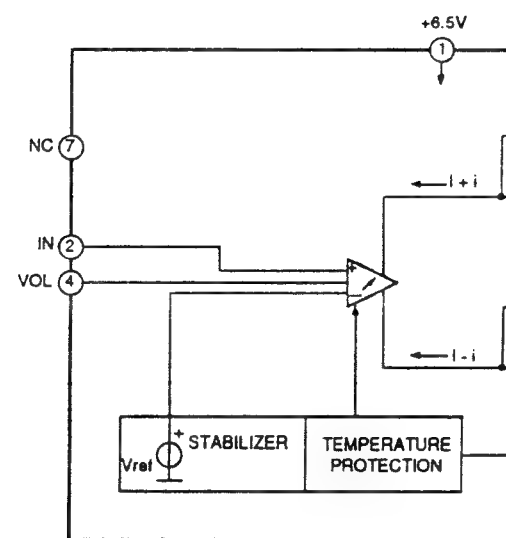 +6.5V
1
NC 7
I + i
IN 2
+
VOL 4
-
I - i
+ STABILIZER
Vref
TEMPERATURE
PROTECTION